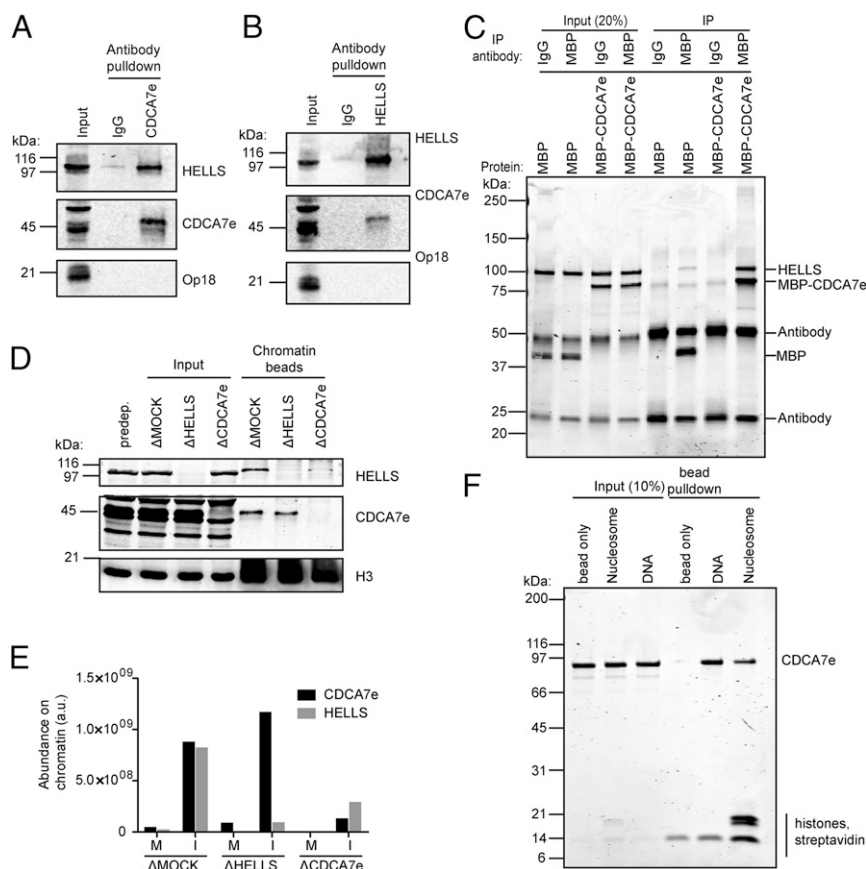 A
Antibody
pulldown
Input
IgG
CDCA7e
kDa:
116
97
HELLS
45
CDCA7e
21
Op18
B
Antibody
pulldown
Input
IgG
HELLS
kDa:
HELLS
116
97
CDCA7e
45
Op18
21
C
Input (20%)
IP
IP
antibody:
IgG
MBP
IgG
MBP
IgG
MBP
IgG
MBP
Protein:
MBP
MBP
MBP-CDCA7e
MBP-CDCA7e
MBP
MBP
MBP-CDCA7e
MBP-CDCA7e
kDa:
250
150
100
75
50
37
25
20
HELLS
MBP-CDCA7e
Antibody
MBP
Antibody
D
Input
Chromatin
beads
predep.
ΔMOCK
ΔHELLS
ΔCDCA7e
ΔMOCK
ΔHELLS
ΔCDCA7e
kDa:
116
97
HELLS
45
CDCA7e
21
H3
E
Abundance on
chromatin (a.u.)
1.5×10⁰⁹
1.0×10⁰⁹
5.0×10⁰⁸
0
CDCA7e
HELLS
M I M I M I
ΔMOCK ΔHELLS ΔCDCA7e
F
Input (10%)
bead
pulldown
bead only
Nucleosome
DNA
bead only
DNA
Nucleosome
kDa:
200
116
97
66
45
31
21
14
6
CDCA7e
histones,
streptavidin